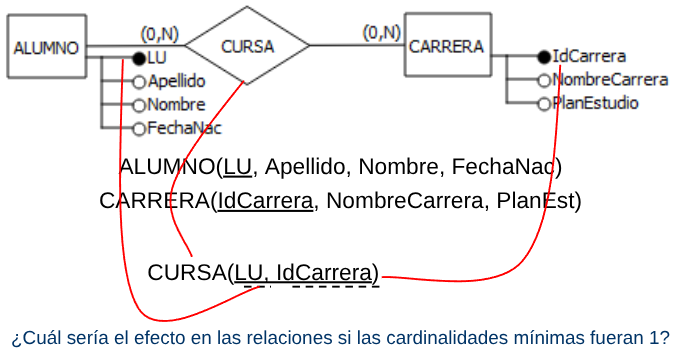 (0,N)
(0,N)
ALUMNO
CURSA
CARRERA
LU
Apellido
Nombre
FechaNac
IdCarrera
NombreCarrera
PlanEstudio
ALUMNO(LU, Apellido, Nombre, FechaNac)
CARRERA(IdCarrera, NombreCarrera, PlanEst)
CURSA(LU, IdCarrera)
¿Cuál sería el efecto en las relaciones si las cardinalidades mínimas fueran 1?